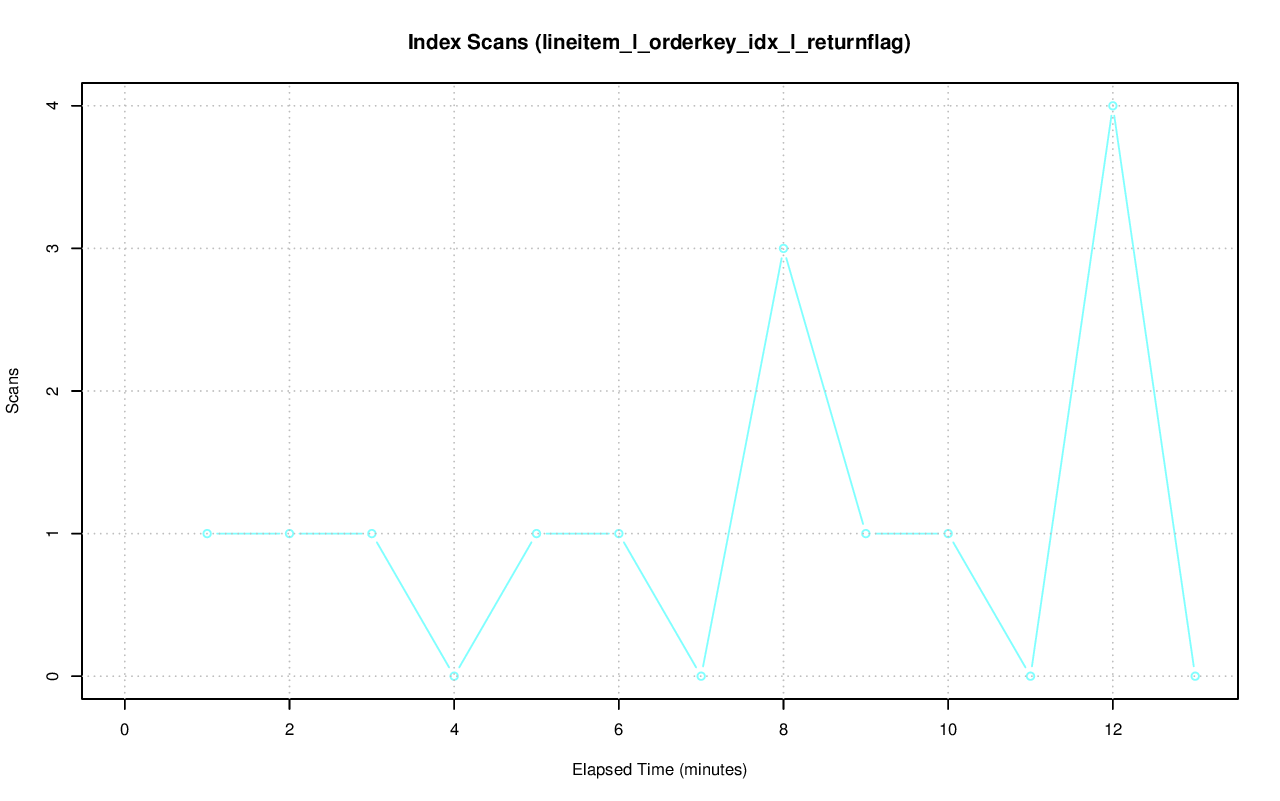 Index Scans (lineitem_l_orderkey_idx_l_returnflag)
4
3
2
1
0
Scans
0 2 4 6 8 10 12
Elapsed Time (minutes)